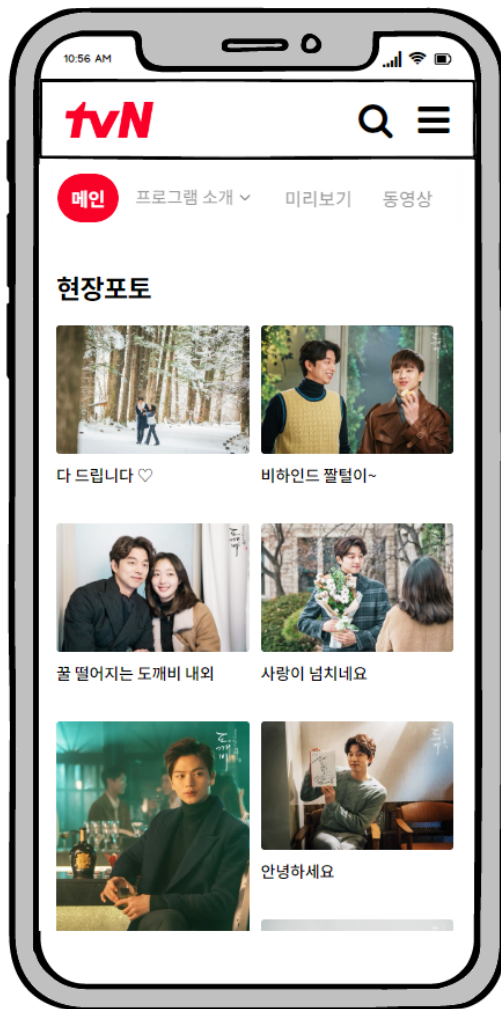 10:56 AM
tvN
메인 프로그램 소개 미리보기 동영상
현장포토
다 드립니다 ♡
비하인드 짤털이~
꿀 떨어지는 도깨비 내외
사랑이 넘치네요
도깨비
안녕하세요